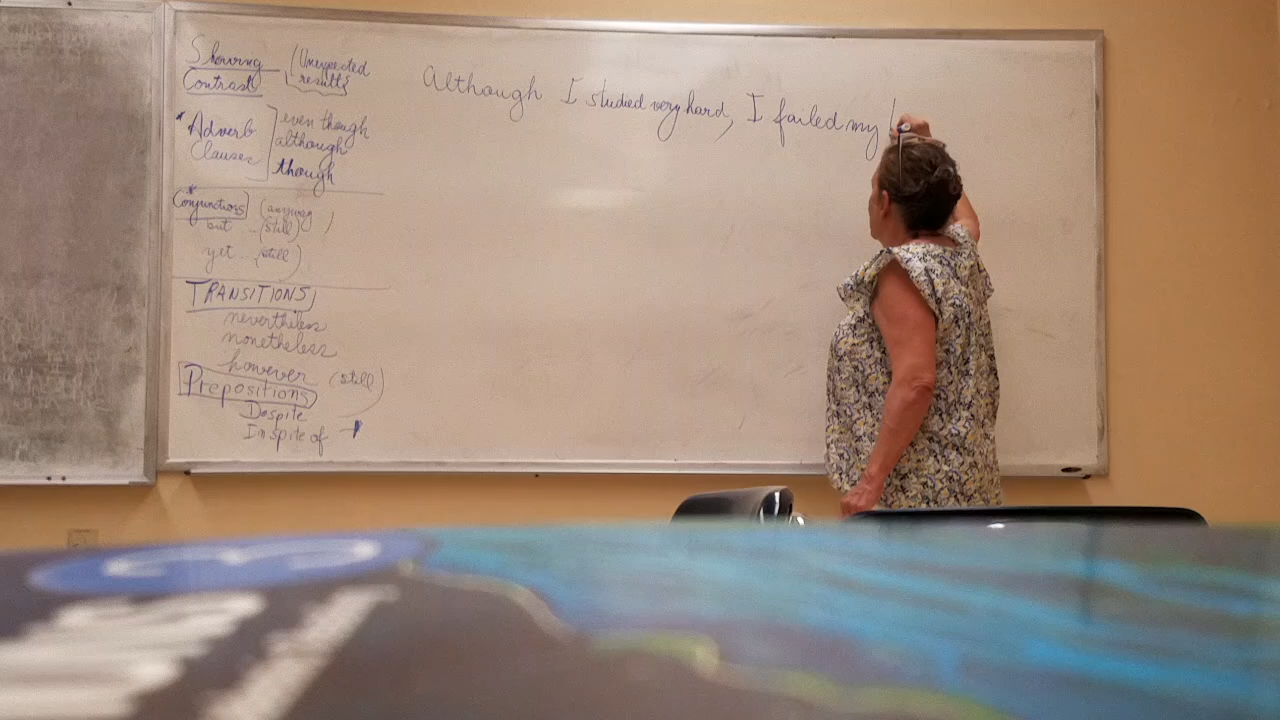 Showing
Contrast
(Unexpected
results)
* Adverb
Clauses
even though
although
though
*
Conjunctions
(anyway
but ... (still) )
yet ... (still)
TRANSITIONS
nevertheless
nonetheless
however
Prepositions (still)
Despite
In spite of
Although I studied very hard, I failed my